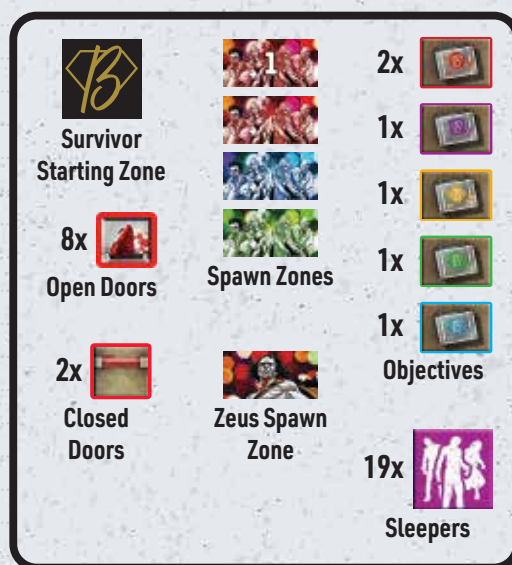 B
Survivor
Starting Zone
8x
Open Doors
2x
Closed
Doors
1
Spawn Zones
Zeus Spawn
Zone
2x
1x
1x
1x
1x
Objectives
19x
Sleepers